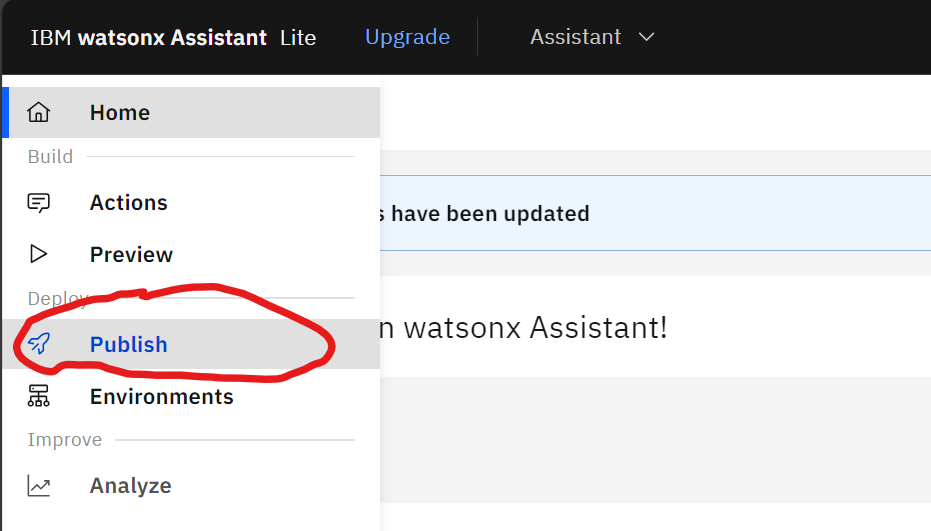 IBM watsonx Assistant Lite Upgrade Assistant
Home
Build
Actions
have been updated
Preview
Deploy
watsonx Assistant!
Publish
Environments
Improve
Analyze